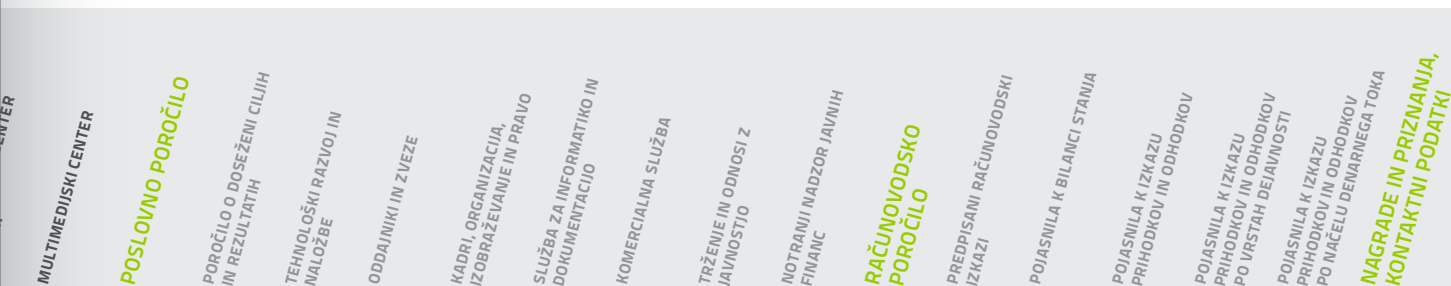 ENTER
MULTIMEDIJSKI CENTER
POSLOVNO POROČILO
POROČILO O DOSEŽENI CILJIH
IN REZULTATIH
TEHNOLOŠKI RAZVOJ IN
NALOŽBE
ODDAJNIKI IN ZVEZE
KADRI, ORGANIZACIJA,
IZOBRAŽEVANJE IN PRAVO
SLUŽBA ZA INFORMATIKO IN
DOKUMENTACIJO
KOMERCIALNA SLUŽBA
TRŽENJE IN ODNOSI Z
JAVNOSTJO
NOTRANJI NADZOR JAVNIH
FINANC
RAČUNOVODSKO
POROČILO
PREDPISANI RAČUNOVODSKI
IZKAZI
POJASNILA K BILANCI STANJA
POJASNILA K IZKAZU
PRIHODKOV IN ODHODKOV
POJASNILA K IZKAZU
PRIHODKOV IN ODHODKOV
PO VRSTAH DEJAVNOSTI
POJASNILA K IZKAZU
PRIHODKOV IN ODHODKOV
PO NAČELU DENARNEGA TOKA
NAGRADE IN PRIZNANJA,
KONTAKTNI PODATKI